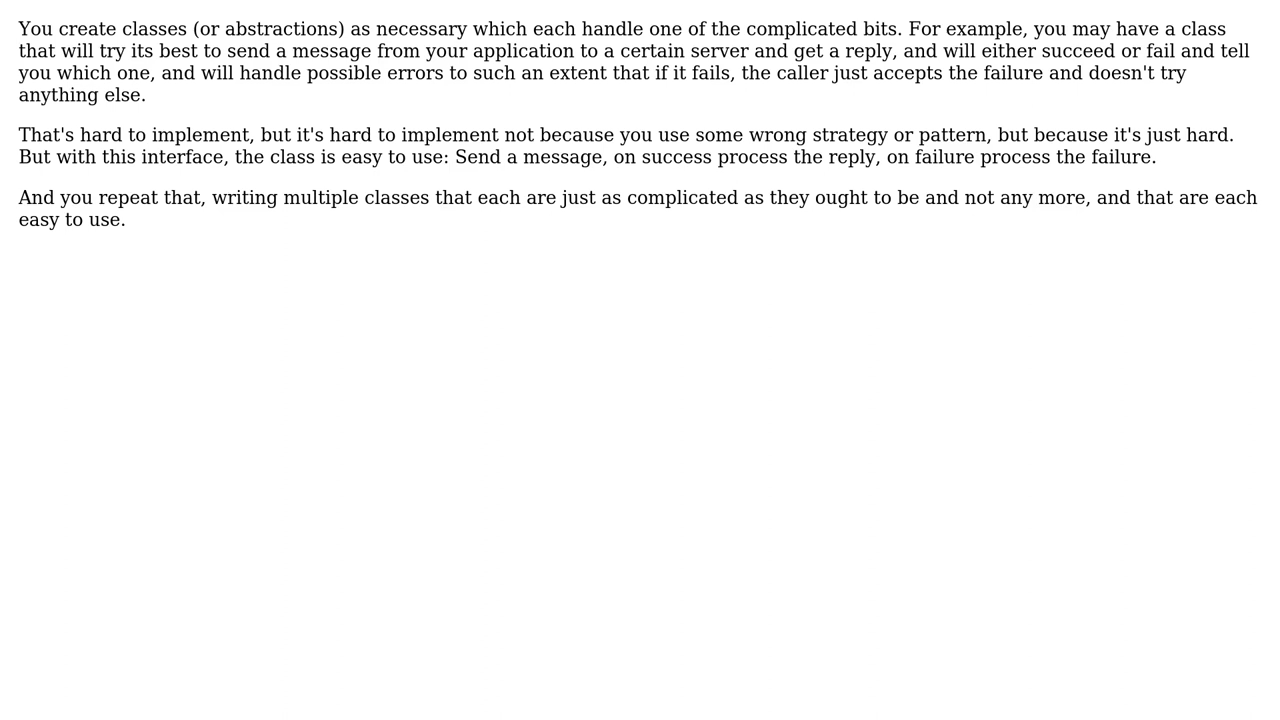 You create classes (or abstractions) as necessary which each handle one of the complicated bits. For example, you may have a class
that will try its best to send a message from your application to a certain server and get a reply, and will either succeed or fail and tell
you which one, and will handle possible errors to such an extent that if it fails, the caller just accepts the failure and doesn't try
anything else.
That's hard to implement, but it's hard to implement not because you use some wrong strategy or pattern, but because it's just hard.
But with this interface, the class is easy to use: Send a message, on success process the reply, on failure process the failure.
And you repeat that, writing multiple classes that each are just as complicated as they ought to be and not any more, and that are each
easy to use.